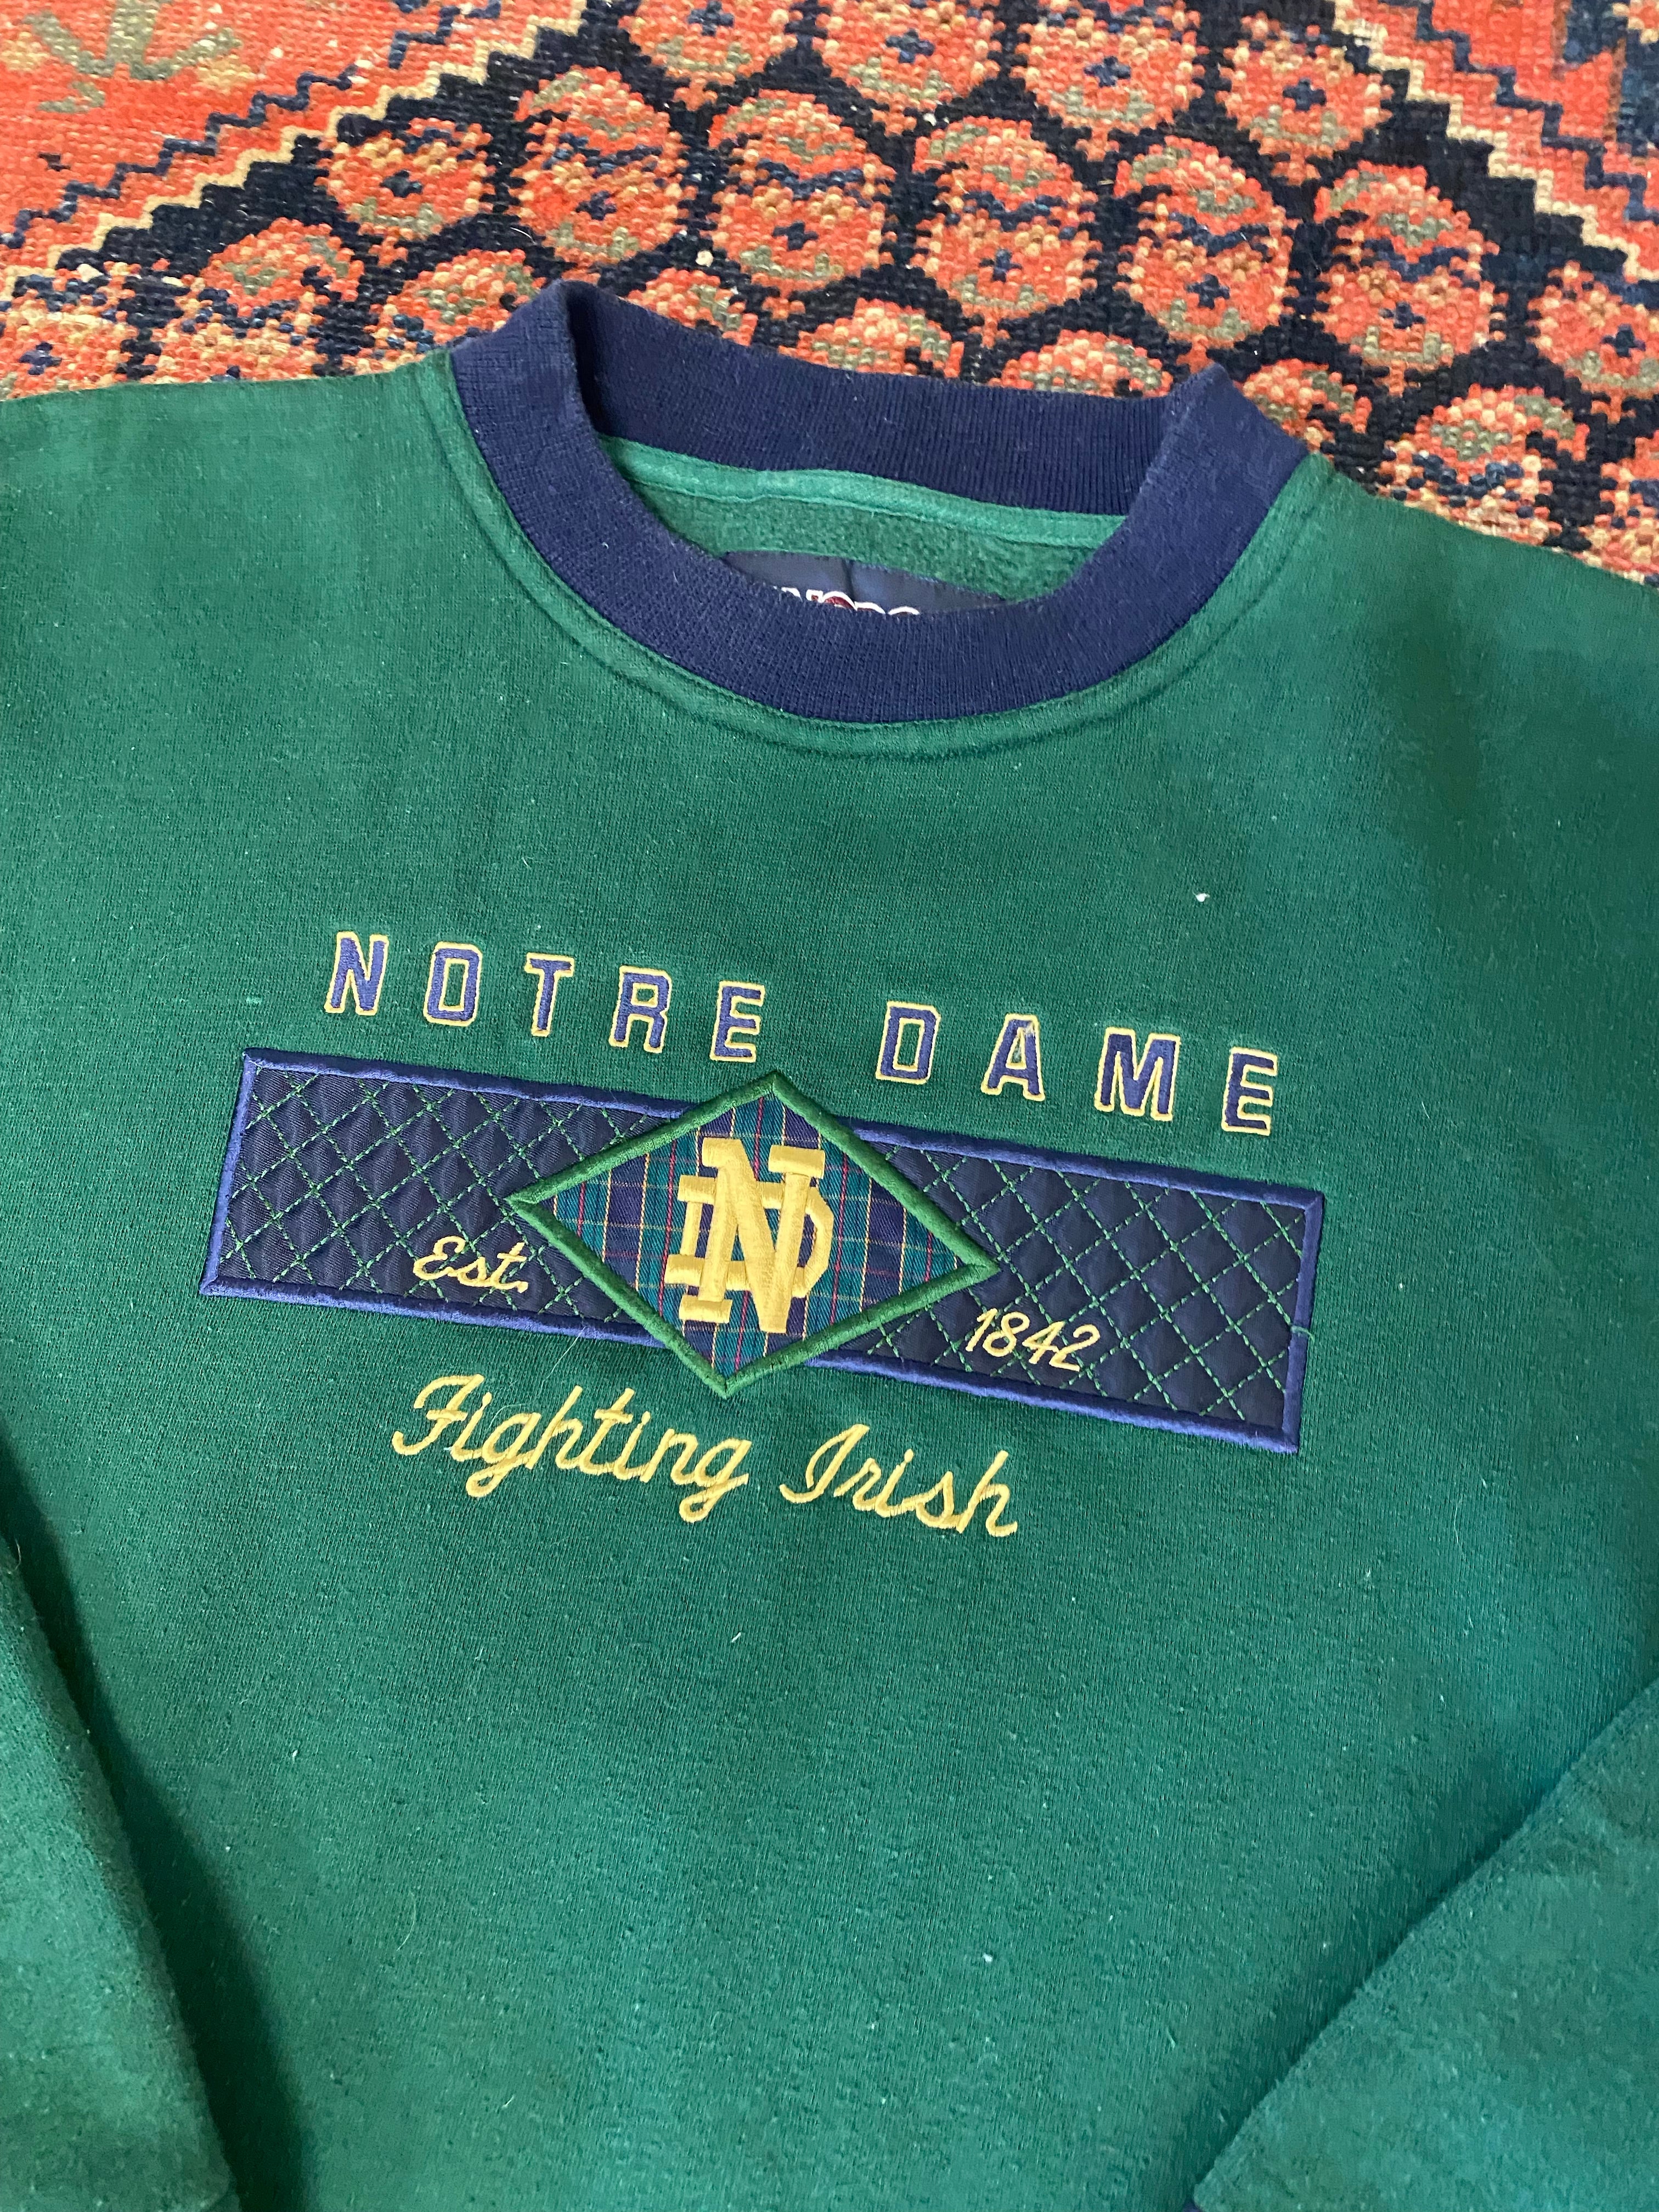 NOTRE DAME
ND
Est. 1842
Fighting Irish